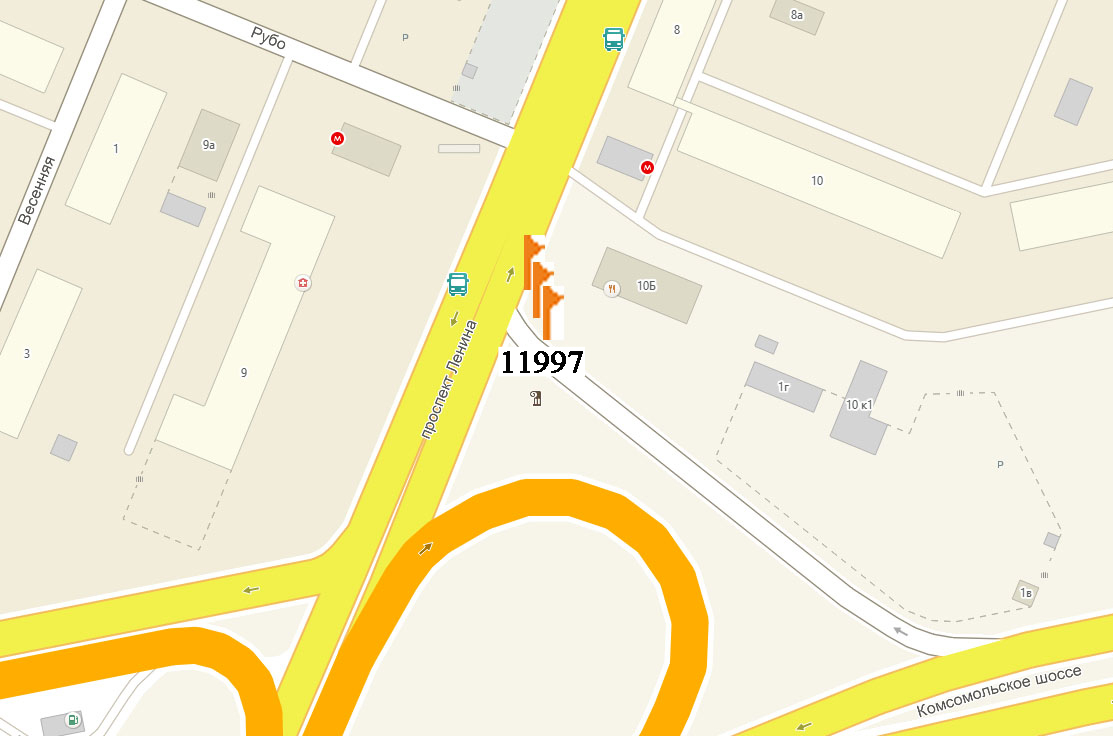 8а
8
Рубо
Р
1
9а
м
м
10
Весенняя
10Б
3
9
проспект Ленина
11997
1г
10 к1
Р
1в
Комсомольское шоссе